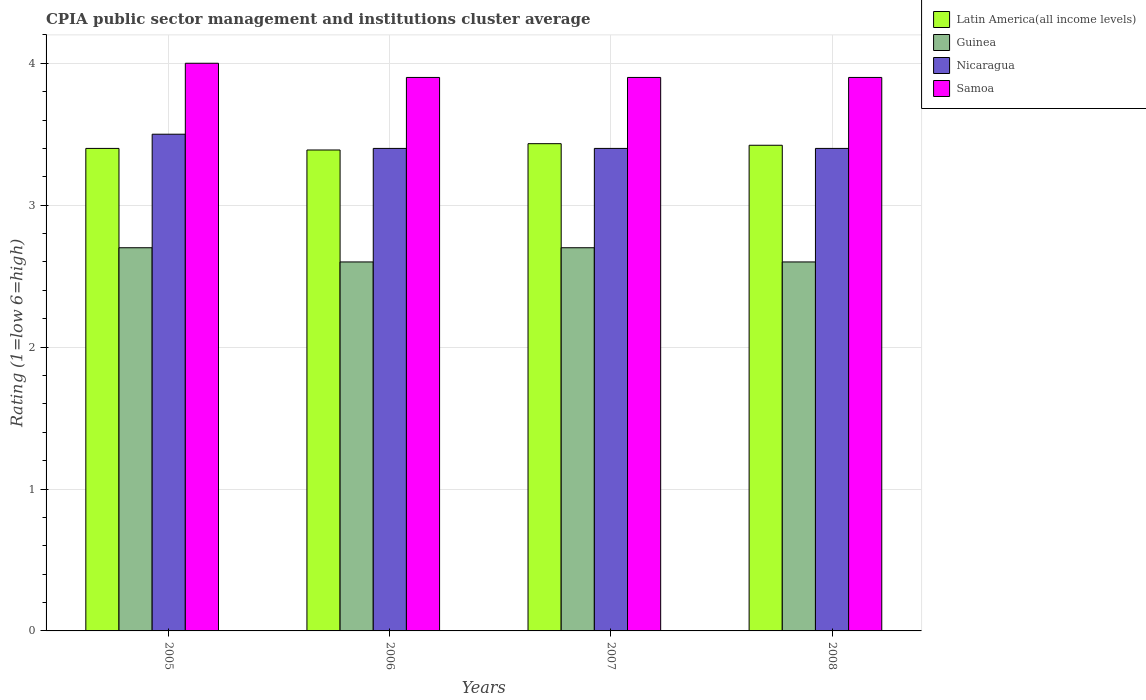 CPIA public sector management and institutions cluster average
Latin America(all income levels)
Guinea
Nicaragua
Samoa
Rating (1=low 6=high)
4
3
2
1
0
2005
2006
2007
2008
Years